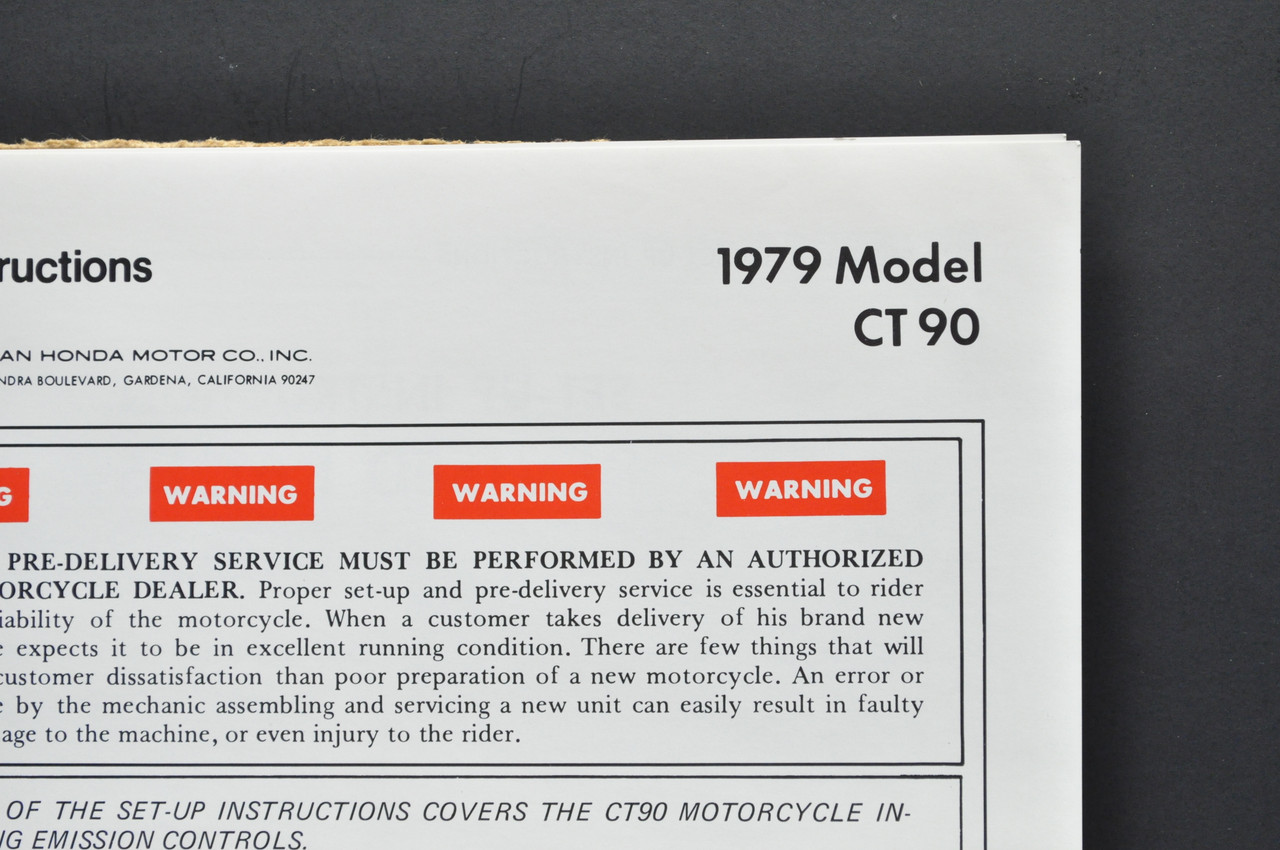 ructions
1979 Model
CT 90
AN HONDA MOTOR CO., INC.
NDRA BOULEVARD, GARDENA, CALIFORNIA 90247
G WARNING WARNING WARNING
PRE-DELIVERY SERVICE MUST BE PERFORMED BY AN AUTHORIZED
ORCYCLE DEALER. Proper set-up and pre-delivery service is essential to rider
iability of the motorcycle. When a customer takes delivery of his brand new
e expects it to be in excellent running condition. There are few things that will
customer dissatisfaction than poor preparation of a new motorcycle. An error or
e by the mechanic assembling and servicing a new unit can easily result in faulty
age to the machine, or even injury to the rider.
OF THE SET-UP INSTRUCTIONS COVERS THE CT90 MOTORCYCLE IN-
NG EMISSION CONTROLS.